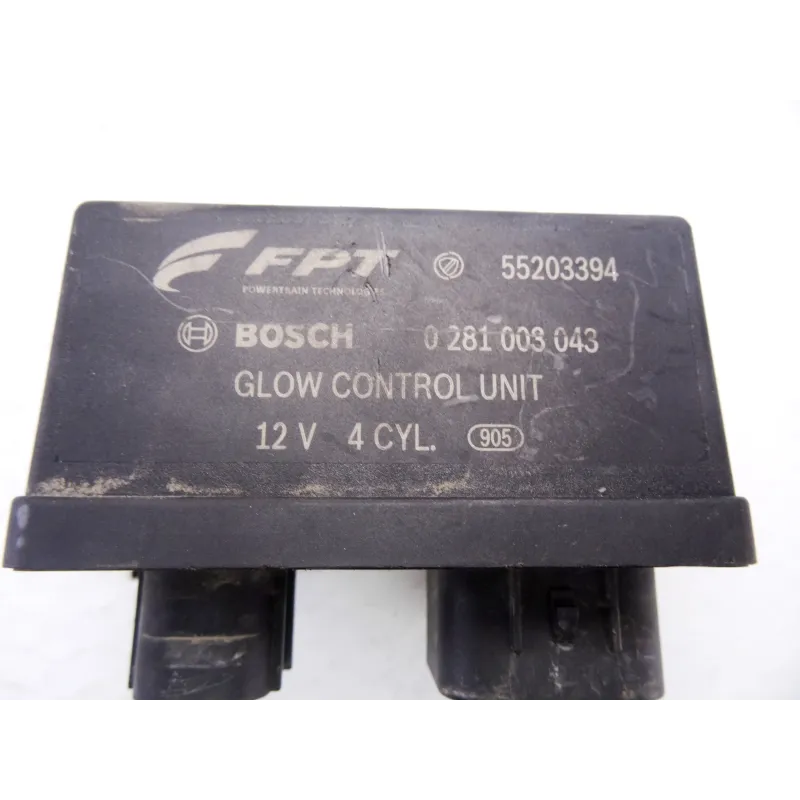 FPT 55203394
POWERTRAIN TECHNOLOGIES
BOSCH 0 281 003 043
GLOW CONTROL UNIT
12 V 4 CYL. 905